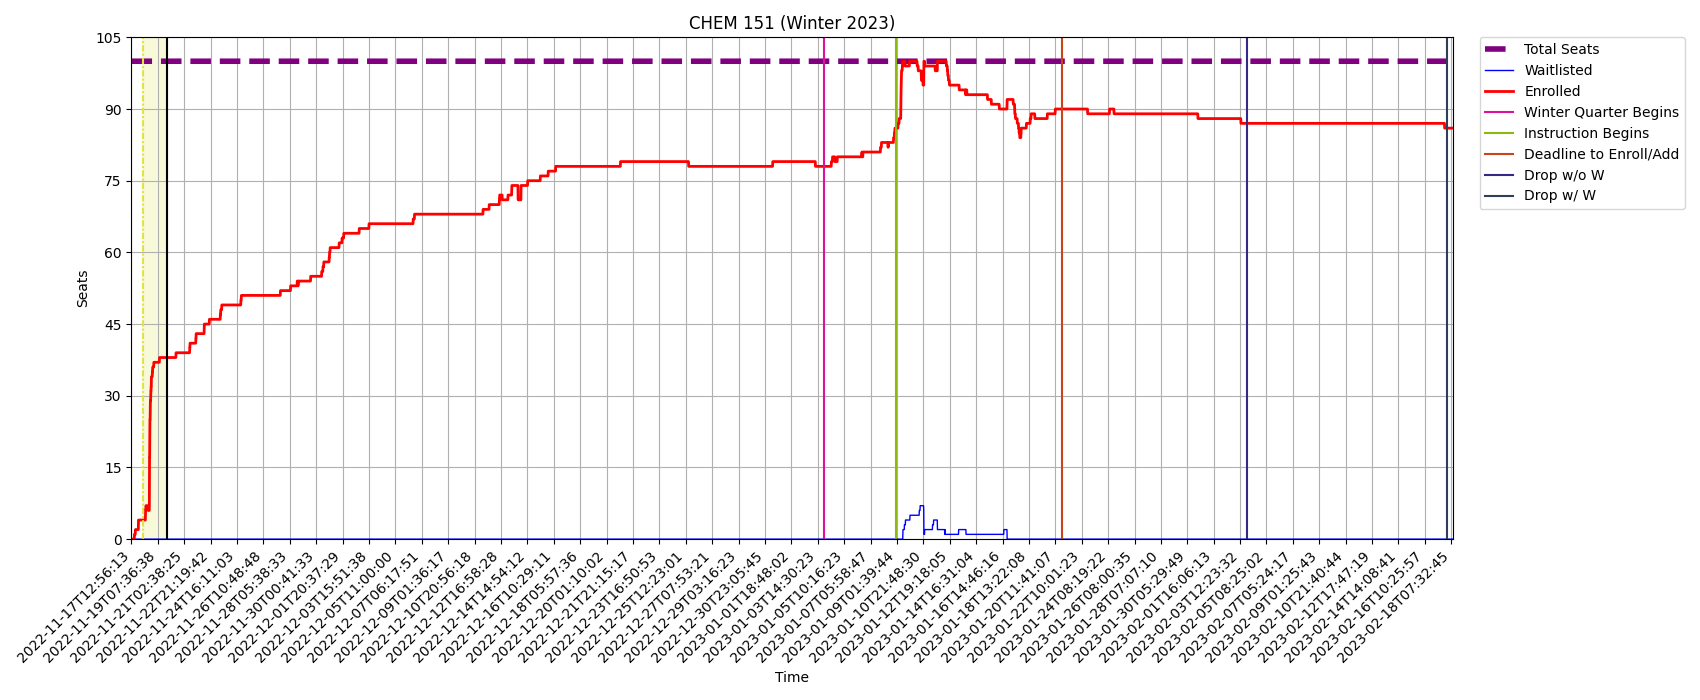 CHEM 151 (Winter 2023)
105
90
75
60
45
30
15
0
Seats
Total Seats
Waitlisted
Enrolled
Winter Quarter Begins
Instruction Begins
Deadline to Enroll/Add
Drop w/o W
Drop w/ W
2022-11-17T12:56:13
2022-11-19T07:36:38
2022-11-21T02:38:25
2022-11-22T21:19:42
2022-11-24T16:11:03
2022-11-26T10:48:48
2022-11-28T05:38:33
2022-11-30T00:41:33
2022-12-01T20:37:29
2022-12-03T15:51:38
2022-12-05T11:00:00
2022-12-07T06:17:51
2022-12-09T01:36:17
2022-12-10T20:56:18
2022-12-12T16:58:28
2022-12-14T14:54:12
2022-12-16T10:29:11
2022-12-18T05:57:36
2022-12-20T01:10:02
2022-12-21T21:15:17
2022-12-23T16:50:53
2022-12-25T12:23:01
2022-12-27T07:53:21
2022-12-29T03:16:23
2022-12-30T23:05:45
2023-01-01T18:48:02
2023-01-03T14:30:23
2023-01-05T10:16:23
2023-01-07T05:58:47
2023-01-09T01:39:44
2023-01-10T21:48:30
2023-01-12T19:18:05
2023-01-14T16:31:04
2023-01-16T14:46:16
2023-01-18T13:22:08
2023-01-20T11:41:07
2023-01-22T10:01:23
2023-01-24T08:19:22
2023-01-26T08:00:35
2023-01-28T07:07:10
2023-01-30T05:29:49
2023-02-01T16:06:13
2023-02-03T12:23:32
2023-02-05T08:25:02
2023-02-07T05:24:17
2023-02-09T01:25:43
2023-02-10T21:40:44
2023-02-12T17:47:19
2023-02-14T14:08:41
2023-02-16T10:25:57
2023-02-18T07:32:45
Time